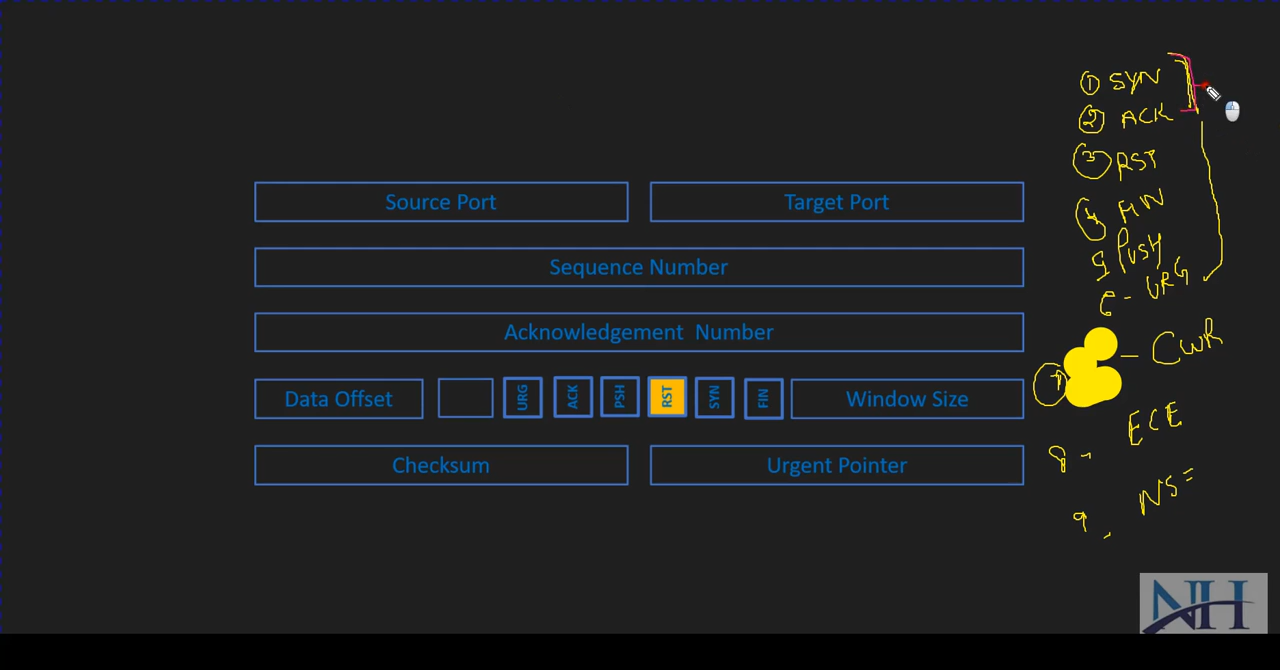 ① SYN
② ACK
③ RST
④ FIN
5 PUSH
6 - URG
⑦ - CWR
8 - ECE
9. NS=
Source Port
Target Port
Sequence Number
Acknowledgement Number
Data Offset
URG
ACK
PSH
RST
SYN
FIN
Window Size
Checksum
Urgent Pointer
NH